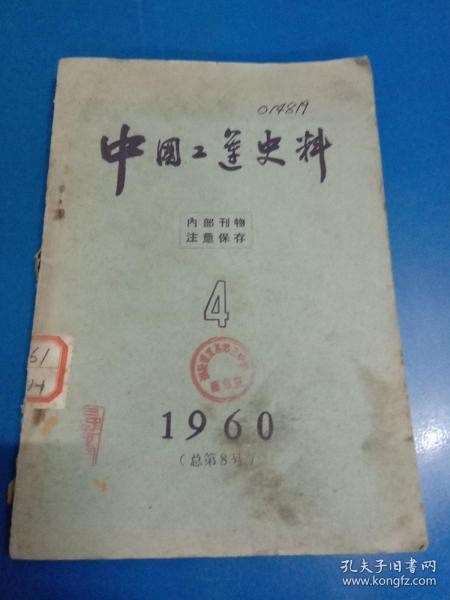 014819
中国工运史料
内部刊物
注意保存
4
61
1960
(总第8号)
孔夫子旧书网
www.kongfz.com